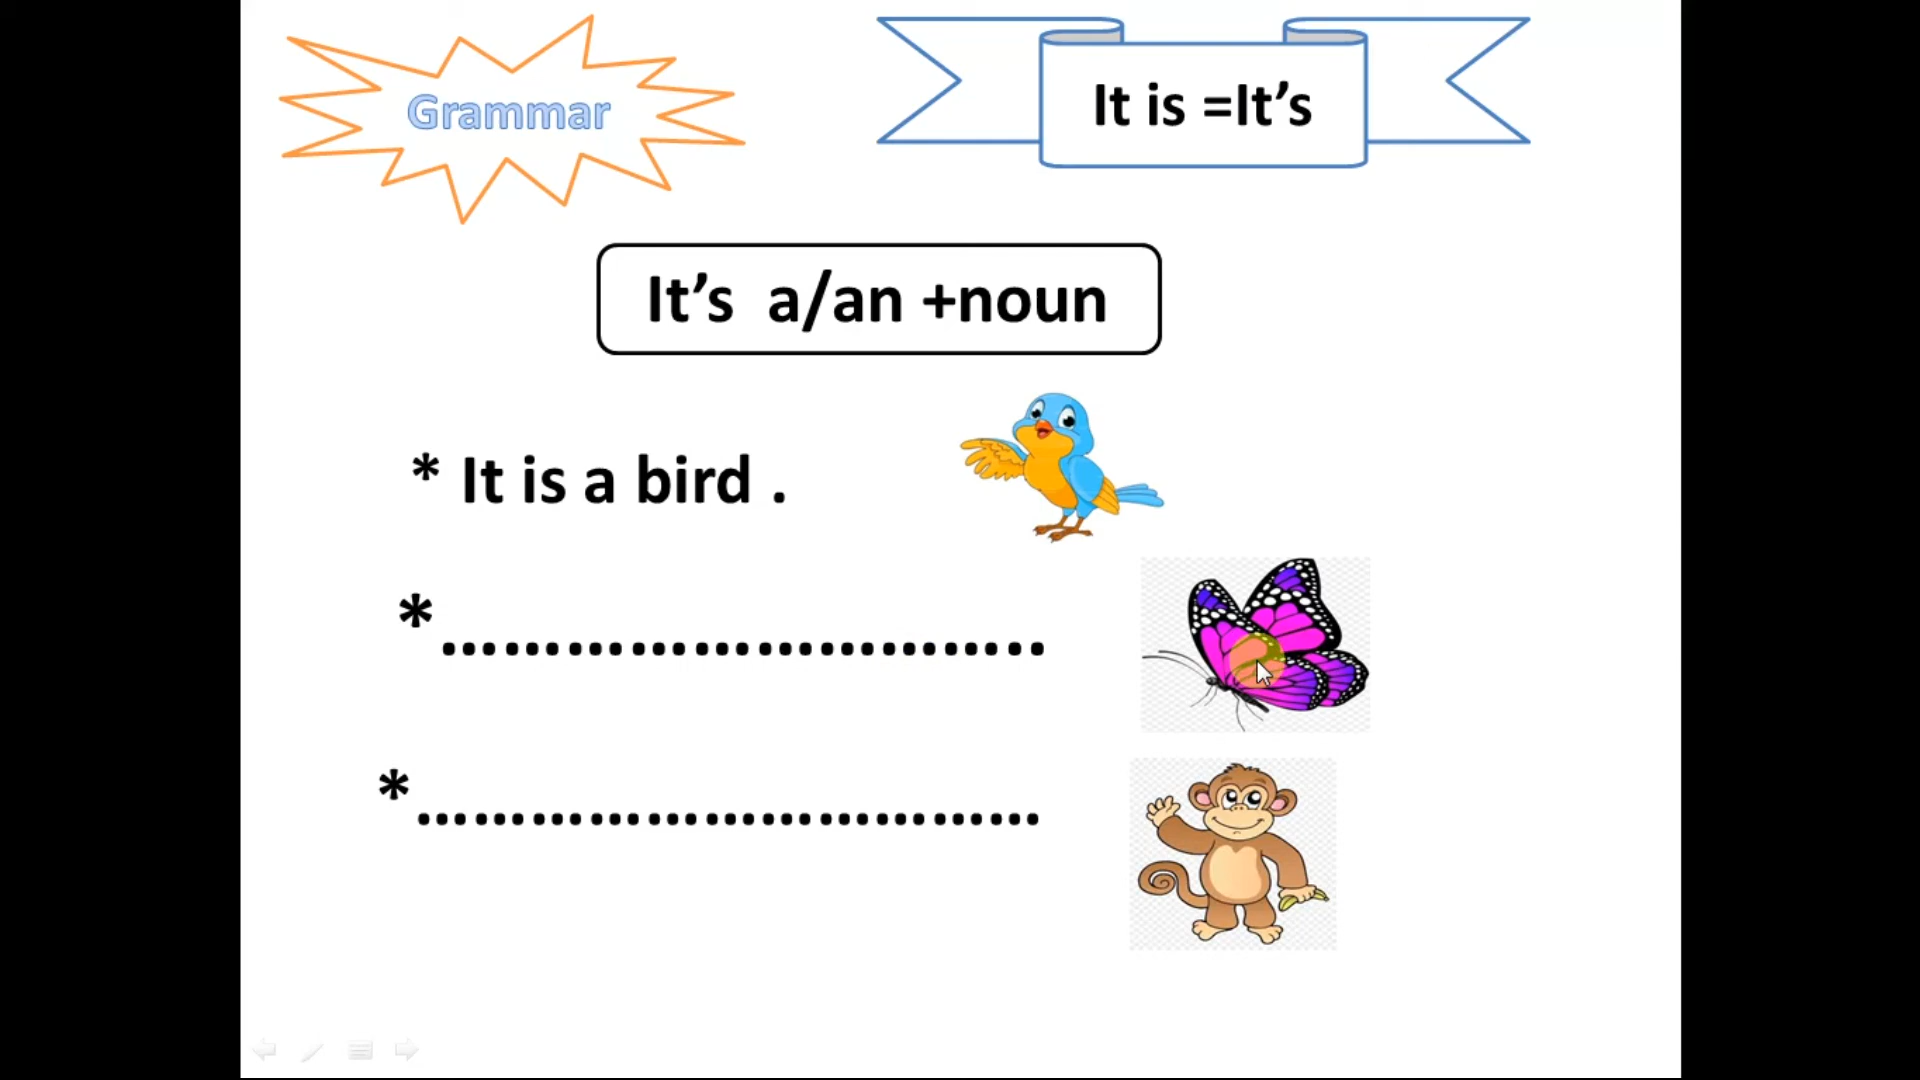 Grammar
It is =It’s
It’s a/an +noun
* It is a bird .
*..............................
*..............................